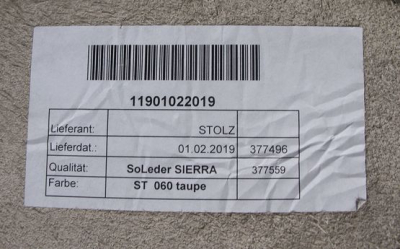 11901022019
Lieferant: STOLZ
Lieferdat.: 01.02.2019 377496
Qualität: SoLeder SIERRA 377559
Farbe: ST 060 taupe